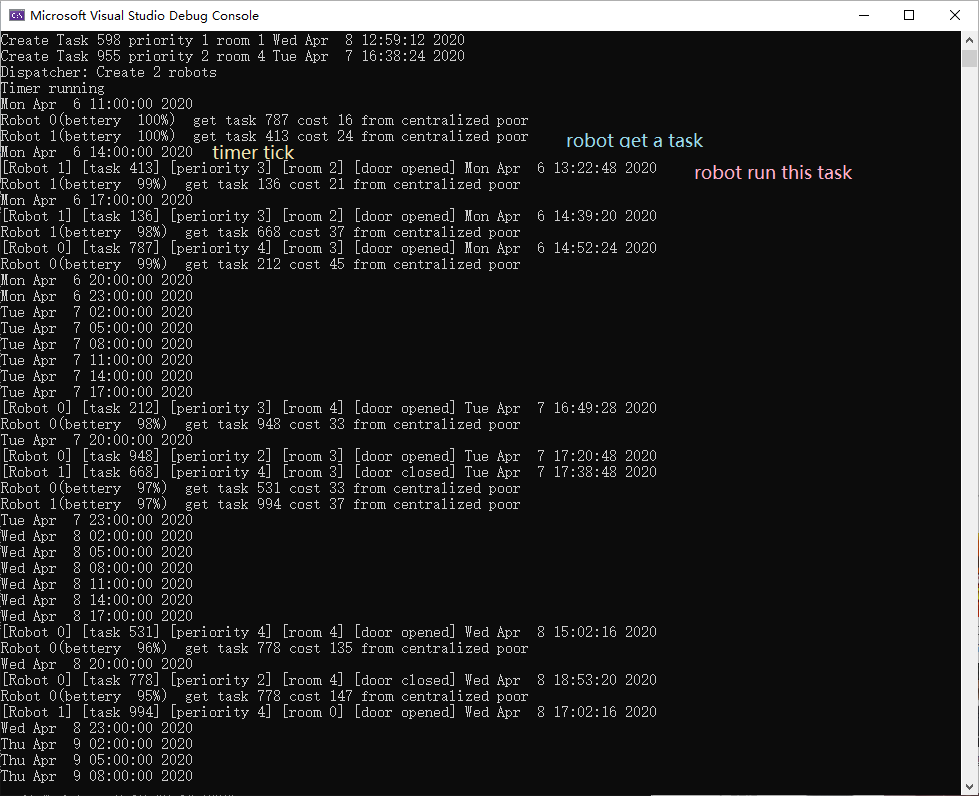 Microsoft Visual Studio Debug Console
Create Task 598 priority 1 room 1 Wed Apr  8 12:59:12 2020
Create Task 955 priority 2 room 4 Tue Apr  7 16:38:24 2020
Dispatcher: Create 2 robots
Timer running
Mon Apr  6 11:00:00 2020
Robot 0(bettery  100%)  get task 787 cost 16 from centralized poor
Robot 1(bettery  100%)  get task 413 cost 24 from centralized poor
robot get a task
Mon Apr  6 14:00:00 2020 timer tick
[Robot 1] [task 413] [periority 3] [room 2] [door opened] Mon Apr  6 13:22:48 2020 robot run this task
Robot 1(bettery  99%)  get task 136 cost 21 from centralized poor
Mon Apr  6 17:00:00 2020
[Robot 1] [task 136] [periority 3] [room 2] [door opened] Mon Apr  6 14:39:20 2020
Robot 1(bettery  98%)  get task 668 cost 37 from centralized poor
[Robot 0] [task 787] [periority 4] [room 3] [door opened] Mon Apr  6 14:52:24 2020
Robot 0(bettery  99%)  get task 212 cost 45 from centralized poor
Mon Apr  6 20:00:00 2020
Mon Apr  6 23:00:00 2020
Tue Apr  7 02:00:00 2020
Tue Apr  7 05:00:00 2020
Tue Apr  7 08:00:00 2020
Tue Apr  7 11:00:00 2020
Tue Apr  7 14:00:00 2020
Tue Apr  7 17:00:00 2020
[Robot 0] [task 212] [periority 3] [room 4] [door opened] Tue Apr  7 16:49:28 2020
Robot 0(bettery  98%)  get task 948 cost 33 from centralized poor
Tue Apr  7 20:00:00 2020
[Robot 0] [task 948] [periority 2] [room 3] [door opened] Tue Apr  7 17:20:48 2020
[Robot 1] [task 668] [periority 4] [room 3] [door closed] Tue Apr  7 17:38:48 2020
Robot 0(bettery  97%)  get task 531 cost 33 from centralized poor
Robot 1(bettery  97%)  get task 994 cost 37 from centralized poor
Tue Apr  7 23:00:00 2020
Wed Apr  8 02:00:00 2020
Wed Apr  8 05:00:00 2020
Wed Apr  8 08:00:00 2020
Wed Apr  8 11:00:00 2020
Wed Apr  8 14:00:00 2020
Wed Apr  8 17:00:00 2020
[Robot 0] [task 531] [periority 4] [room 4] [door opened] Wed Apr  8 15:02:16 2020
Robot 0(bettery  96%)  get task 778 cost 135 from centralized poor
Wed Apr  8 20:00:00 2020
[Robot 0] [task 778] [periority 2] [room 4] [door closed] Wed Apr  8 18:53:20 2020
Robot 0(bettery  95%)  get task 778 cost 147 from centralized poor
[Robot 1] [task 994] [periority 4] [room 0] [door opened] Wed Apr  8 17:02:16 2020
Wed Apr  8 23:00:00 2020
Thu Apr  9 02:00:00 2020
Thu Apr  9 05:00:00 2020
Thu Apr  9 08:00:00 2020